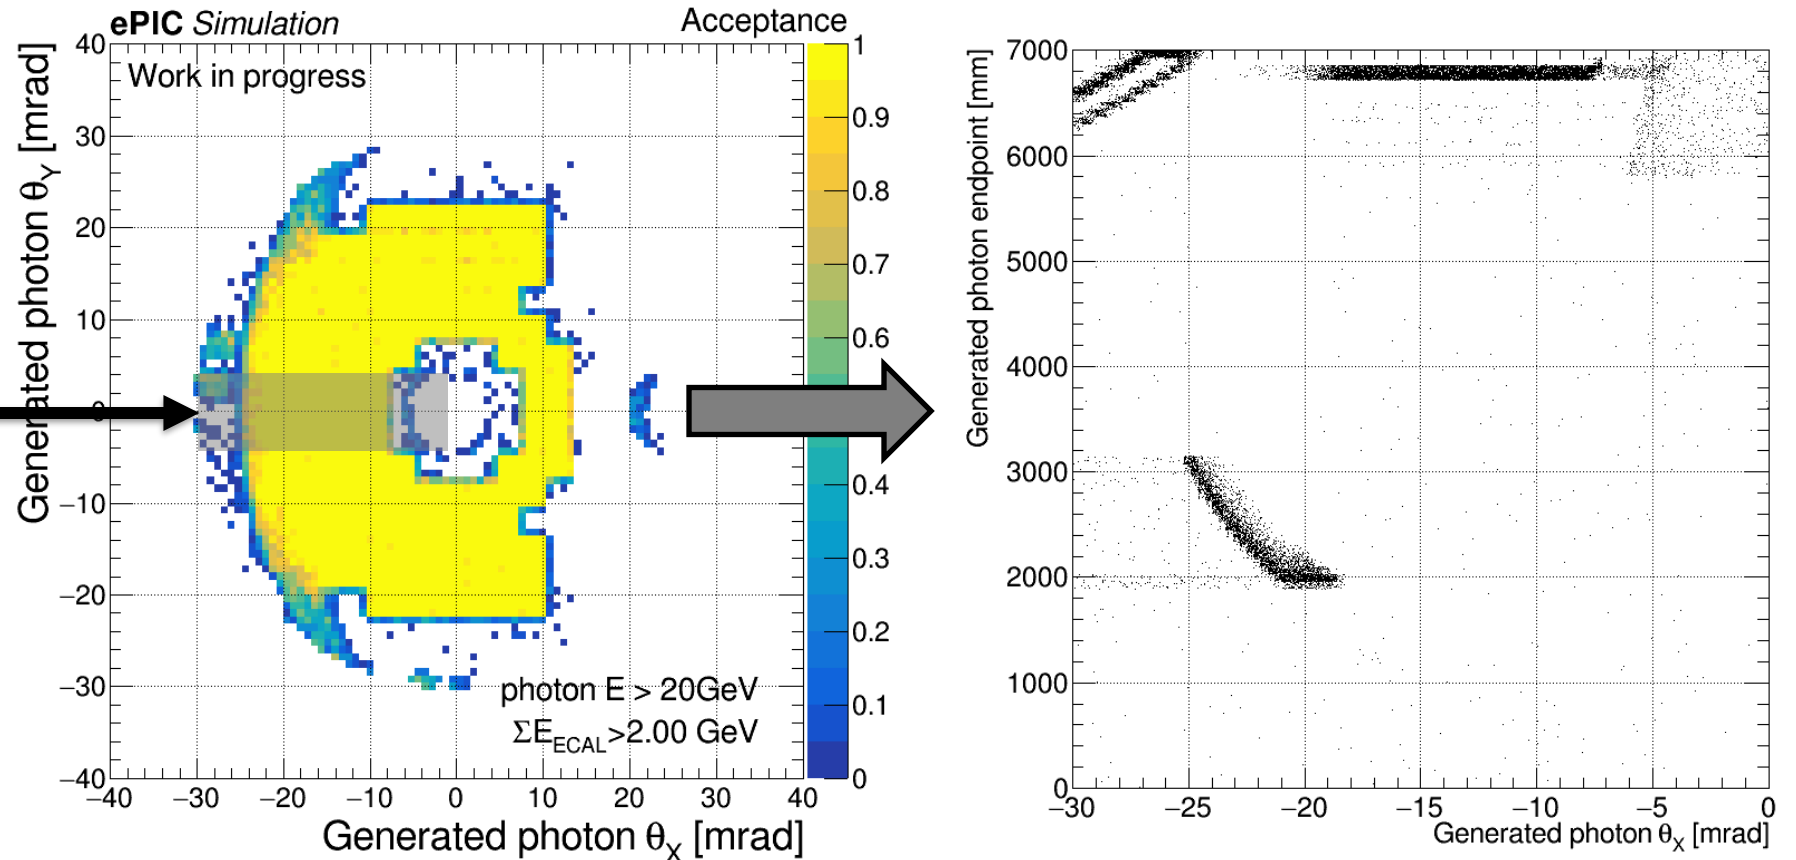 ePIC Simulation
Acceptance
Work in progress
Generated photon θY [mrad]
40
30
20
10
0
−10
−20
−30
−40
−40 −30 −20 −10 0 10 20 30 40
Generated photon θX [mrad]
photon E > 20GeV
ΣEECAL>2.00 GeV
1
0.9
0.8
0.7
0.6
0.4
0.3
0.2
0.1
0
Generated photon endpoint [mm]
7000
6000
5000
4000
3000
2000
1000
0
−30 −25 −20 −15 −10 −5 0
Generated photon θX [mrad]